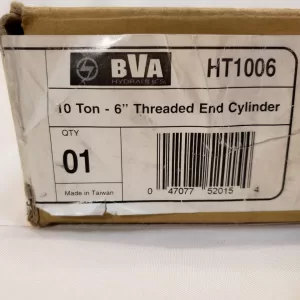 BVA HT1006
HYDRAULICS
10 Ton - 6” Threaded End Cylinder
QTY
01
Made in Taiwan
0 47077 52015 4